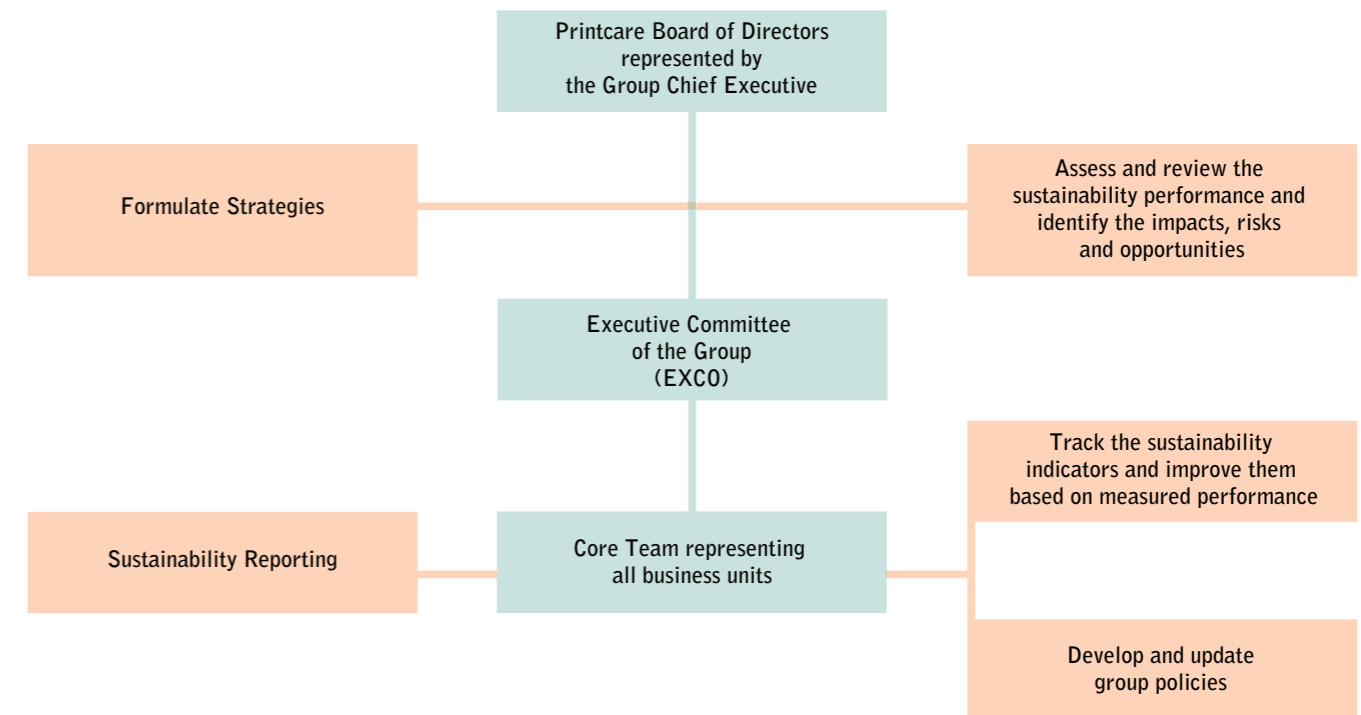 Printcare Board of Directors
represented by
the Group Chief Executive
Formulate Strategies
Assess and review the
sustainability performance and
identify the impacts, risks
and opportunities
Executive Committee
of the Group
(EXCO)
Track the sustainability
indicators and improve them
based on measured performance
Sustainability Reporting
Core Team representing
all business units
Develop and update
group policies